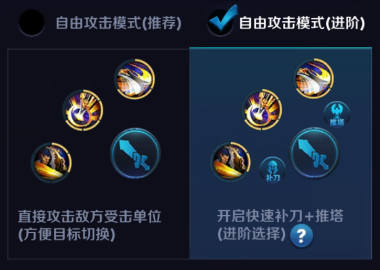 自由攻击模式(推荐)
自由攻击模式(进阶)
推塔
补刀
直接攻击敌方受击单位
(方便目标切换)
开启快速补刀+推塔
(进阶选择) ?